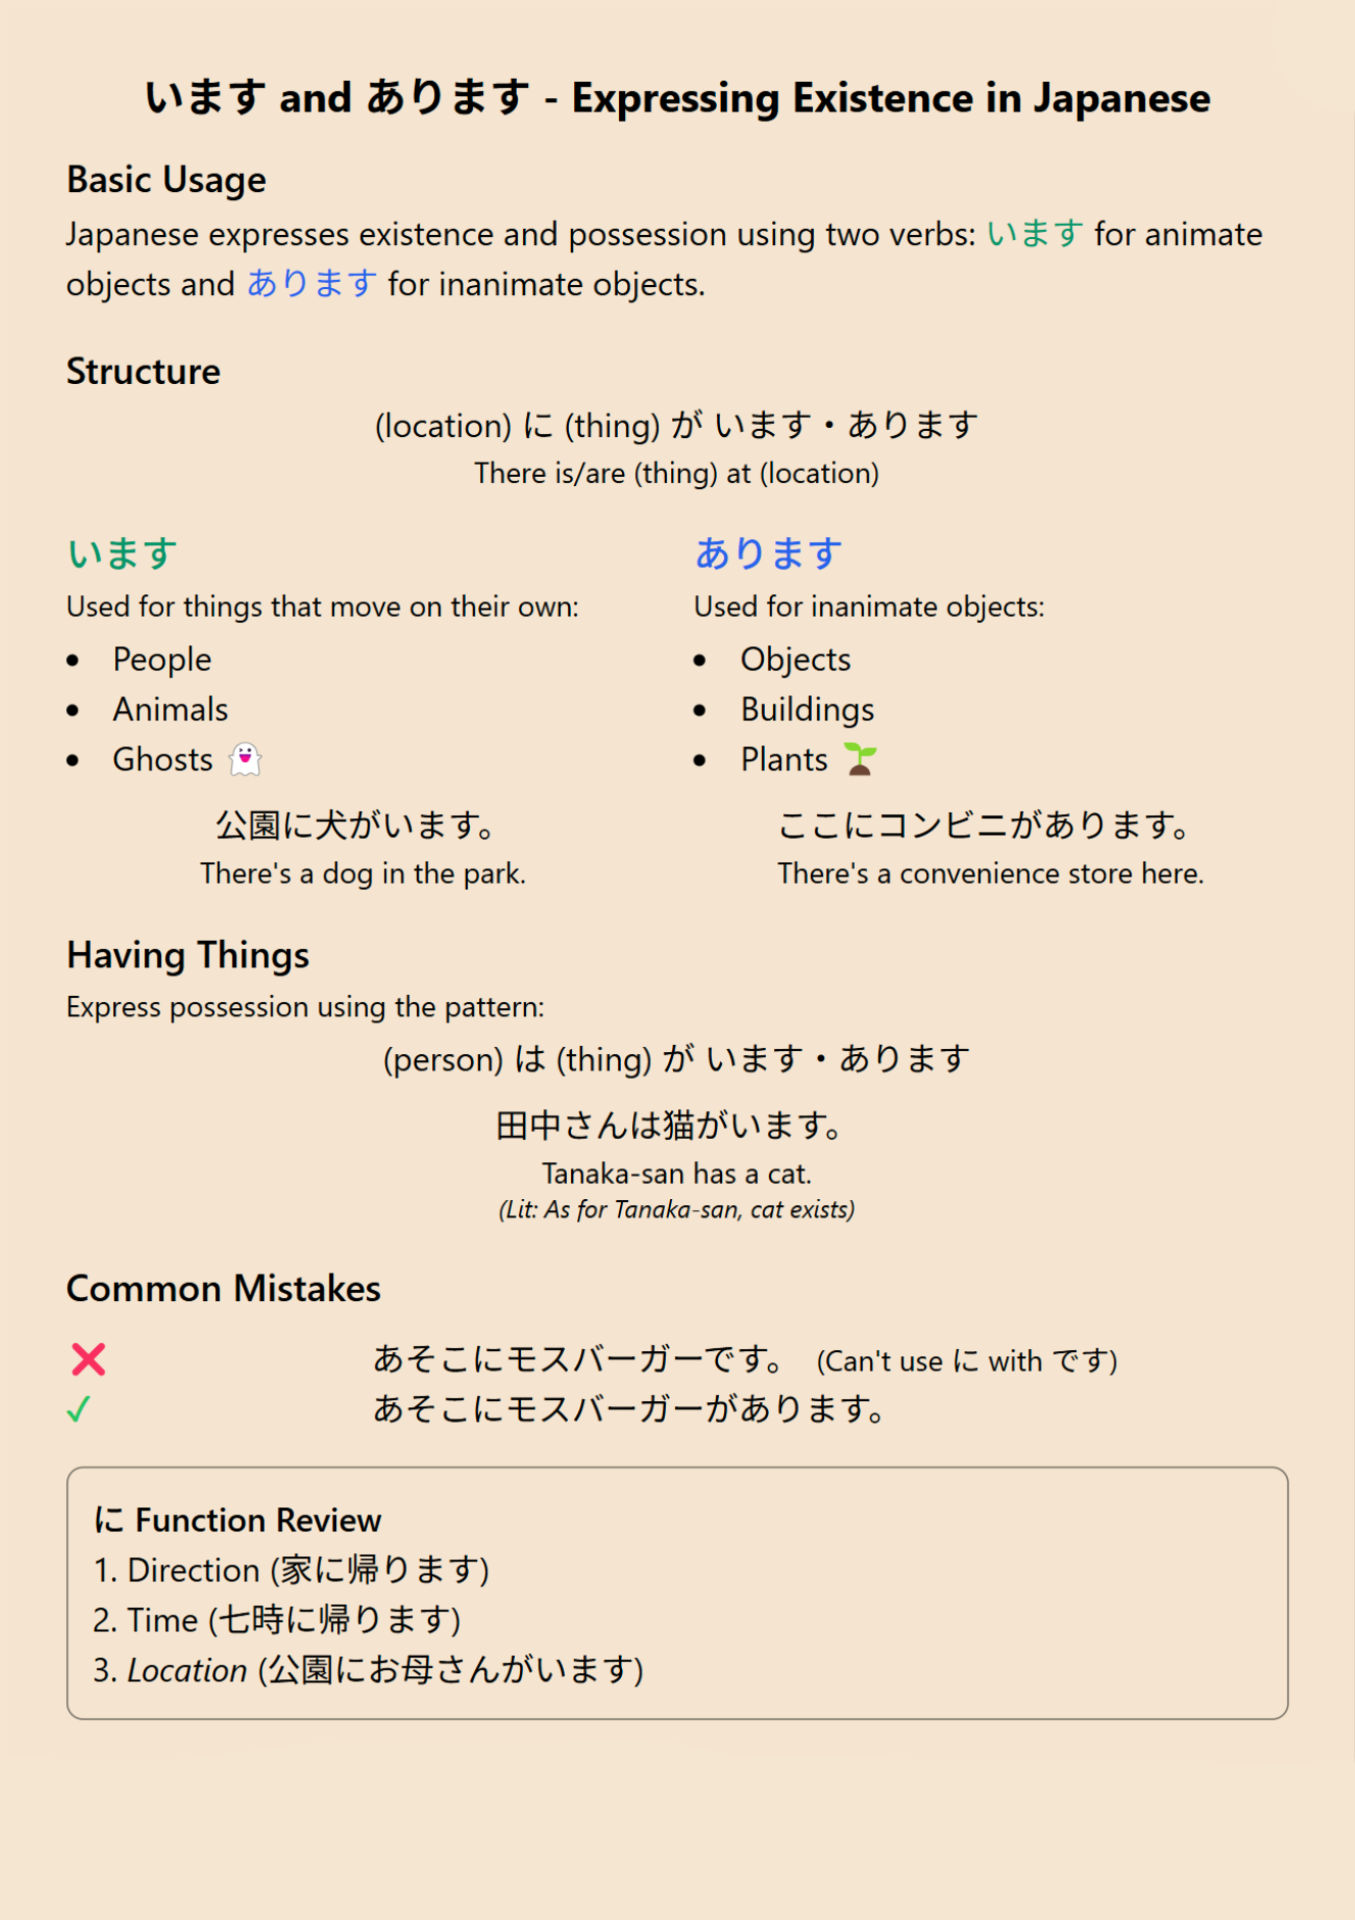 います and あります - Expressing Existence in Japanese
Basic Usage
Japanese expresses existence and possession using two verbs: います for animate
objects and あります for inanimate objects.
Structure
(location) に (thing) が います・あります
There is/are (thing) at (location)
います
Used for things that move on their own:
• People
• Animals
• Ghosts 👻
公園に犬がいます。
There's a dog in the park.
あります
Used for inanimate objects:
• Objects
• Buildings
• Plants 🌱
ここにコンビニがあります。
There's a convenience store here.
Having Things
Express possession using the pattern:
(person) は (thing) が います・あります
田中さんは猫がいます。
Tanaka-san has a cat.
(Lit: As for Tanaka-san, cat exists)
Common Mistakes
❌ あそこにモスバーガーです。 (Can't use に with です)
✓ あそこにモスバーガーがあります。
に Function Review
1. Direction (家に帰ります)
2. Time (七時に帰ります)
3. Location (公園にお母さんがいます)